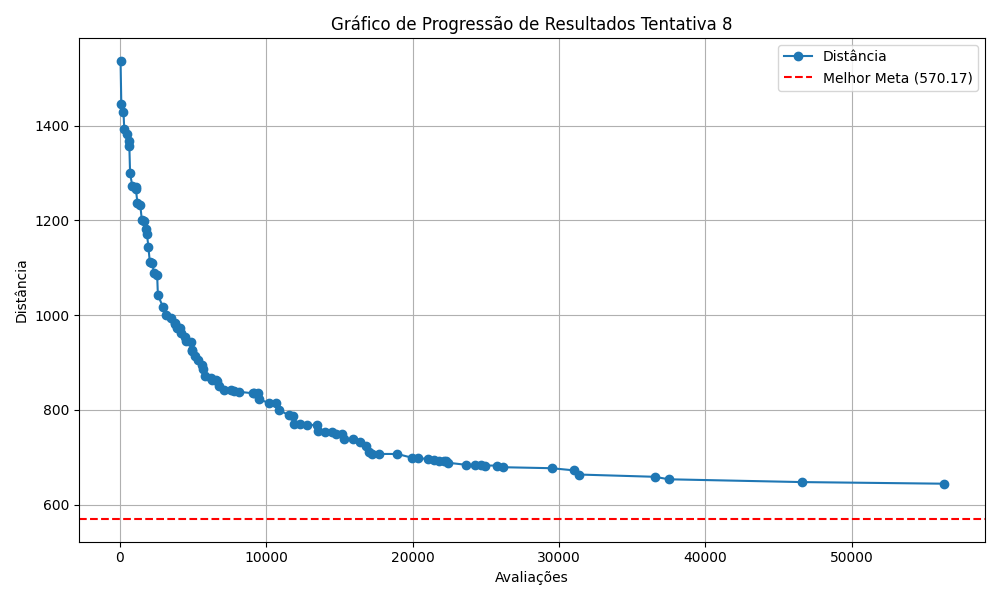 Gráfico de Progressão de Resultados Tentativa 8
Distância
Melhor Meta (570.17)
1400
1200
1000
800
600
Distância
0
10000
20000
30000
40000
50000
Avaliações